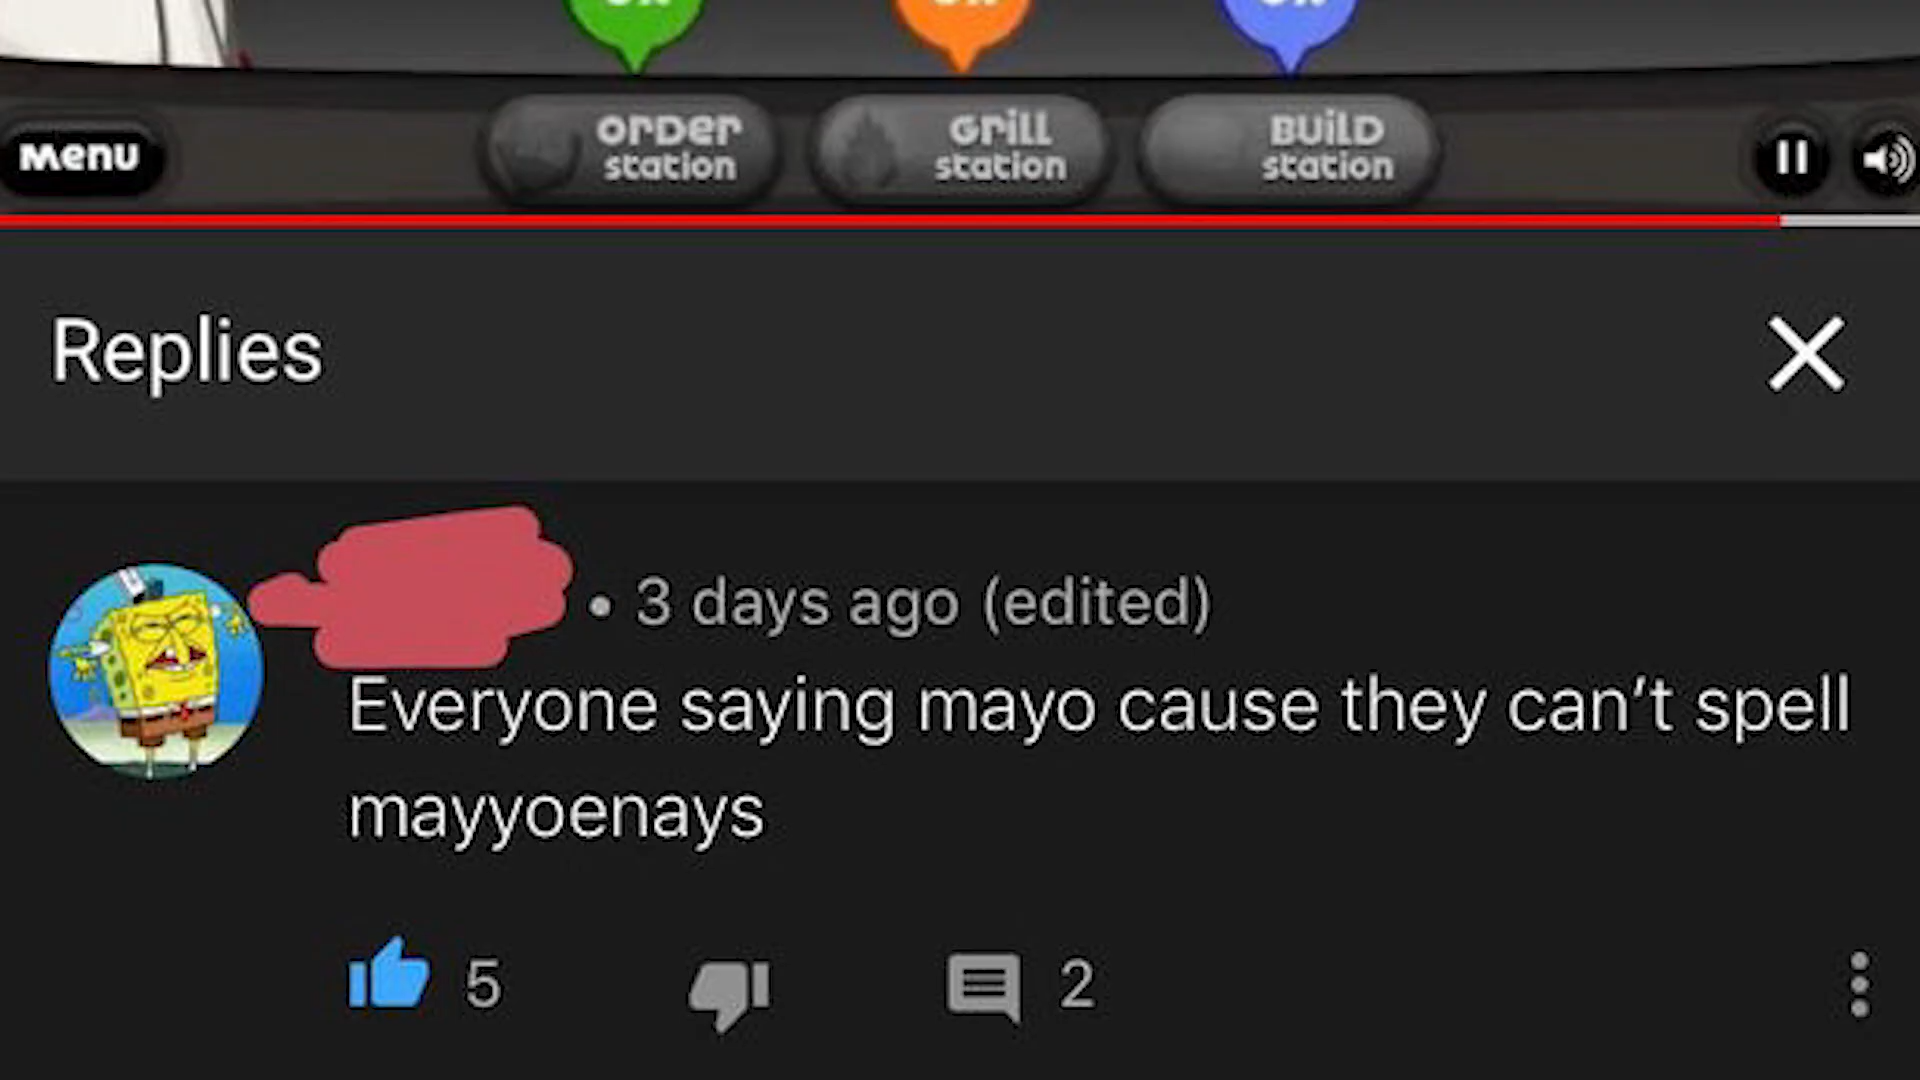 Menu
Order station
Grill station
Build station
Replies
• 3 days ago (edited)
Everyone saying mayo cause they can't spell
mayyoenays
5
2